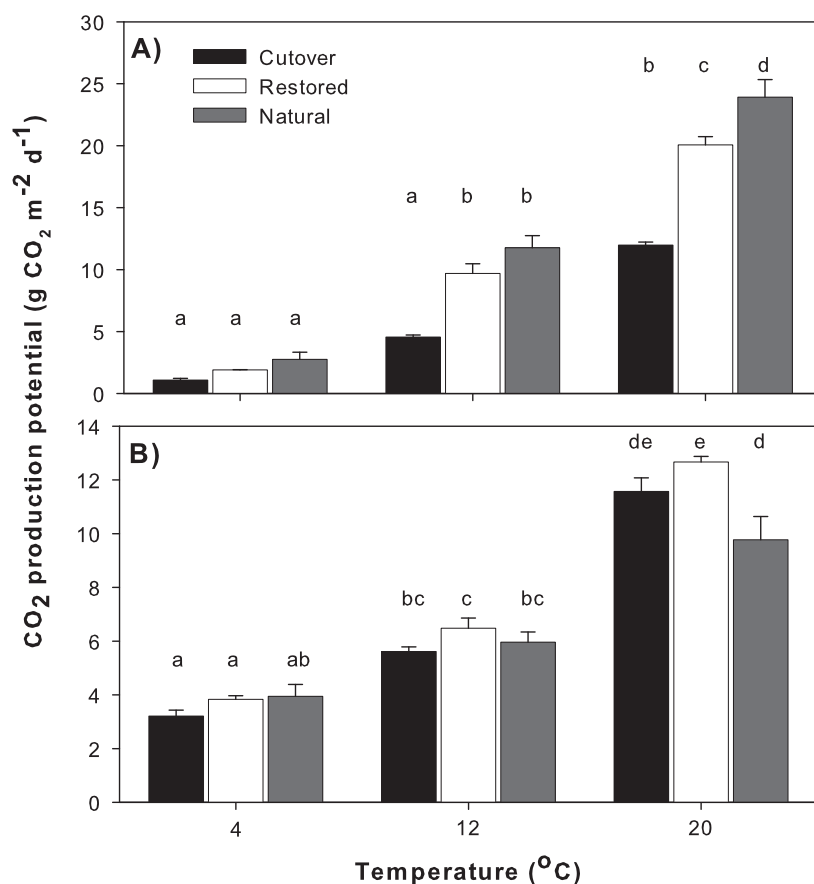 CO2 production potential (g CO2 m-2 d-1)
A)
Cutover
Restored
Natural
30
25
20
15
10
5
0
a a a
a b b
b c d
B)
14
12
10
8
6
4
2
0
a a ab
bc c bc
de e d
4 12 20
Temperature (oC)